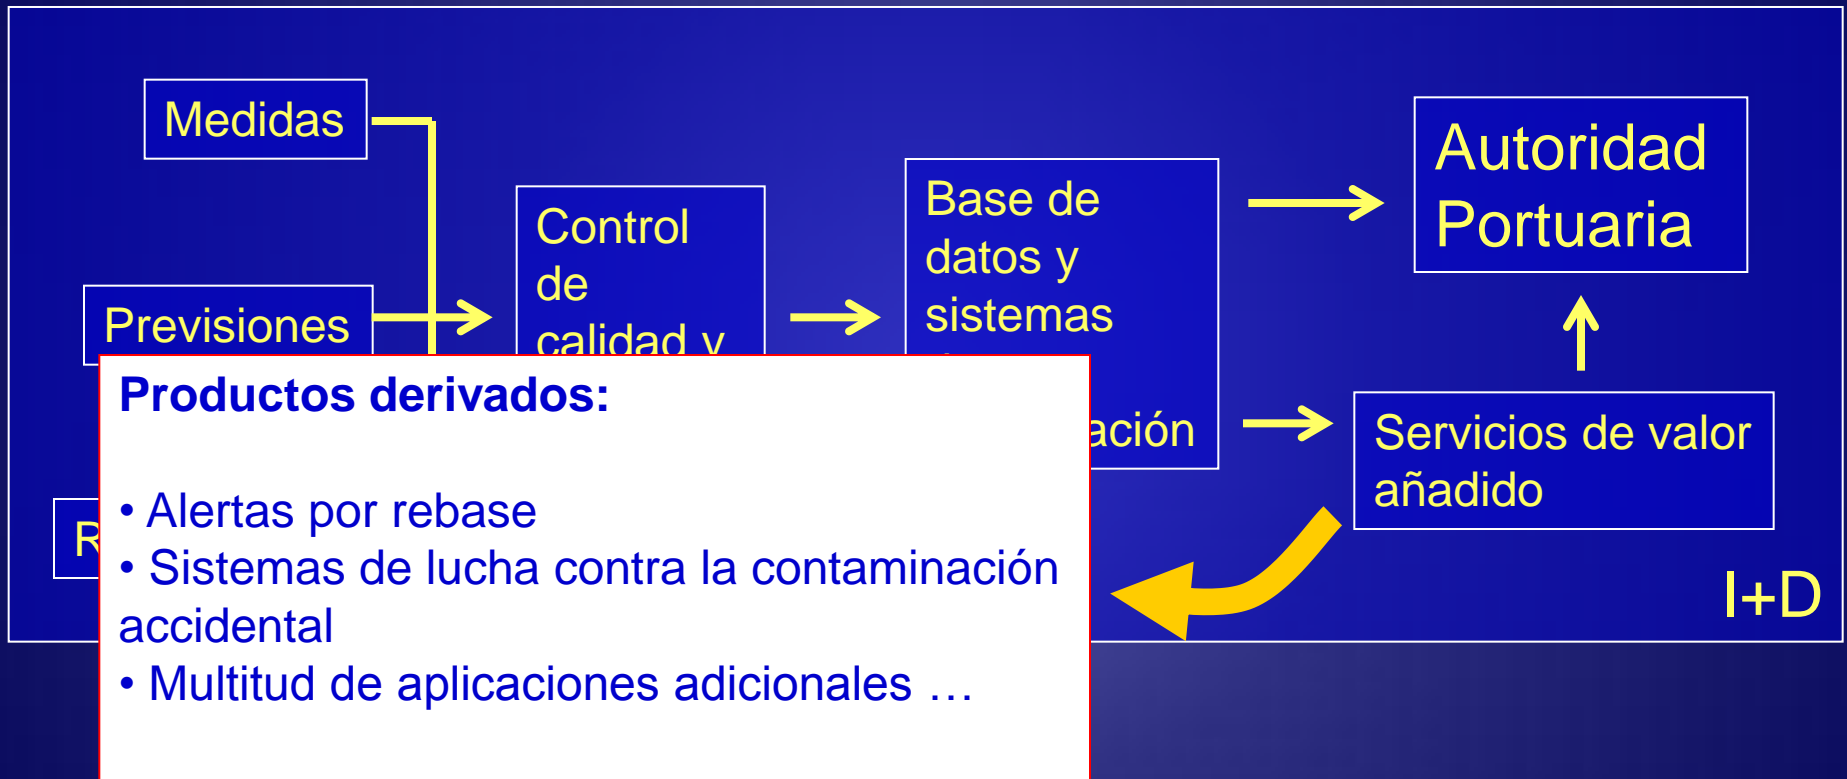 Medidas
Previsiones
Control
de
calidad y
Base de
datos y
sistemas
ación
Autoridad
Portuaria
Servicios de valor
añadido
I+D
Productos derivados:
• Alertas por rebase
• Sistemas de lucha contra la contaminación
accidental
• Multitud de aplicaciones adicionales …